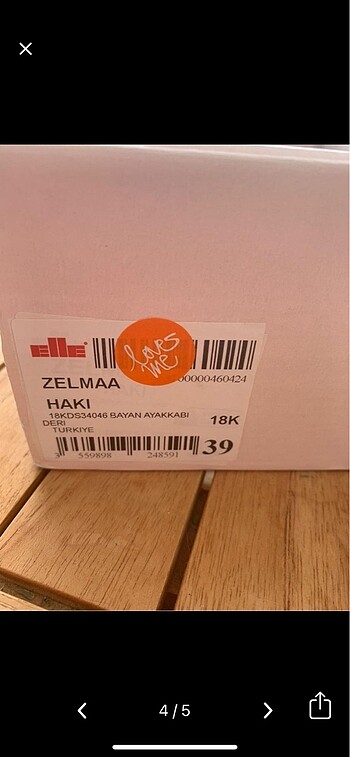 elle
loves
me
ZELMAA
00000460424
HAKI
18KDS34046 BAYAN AYAKKABI
18K
DERI
TURKIYE
39
3 559898 248591
4/5